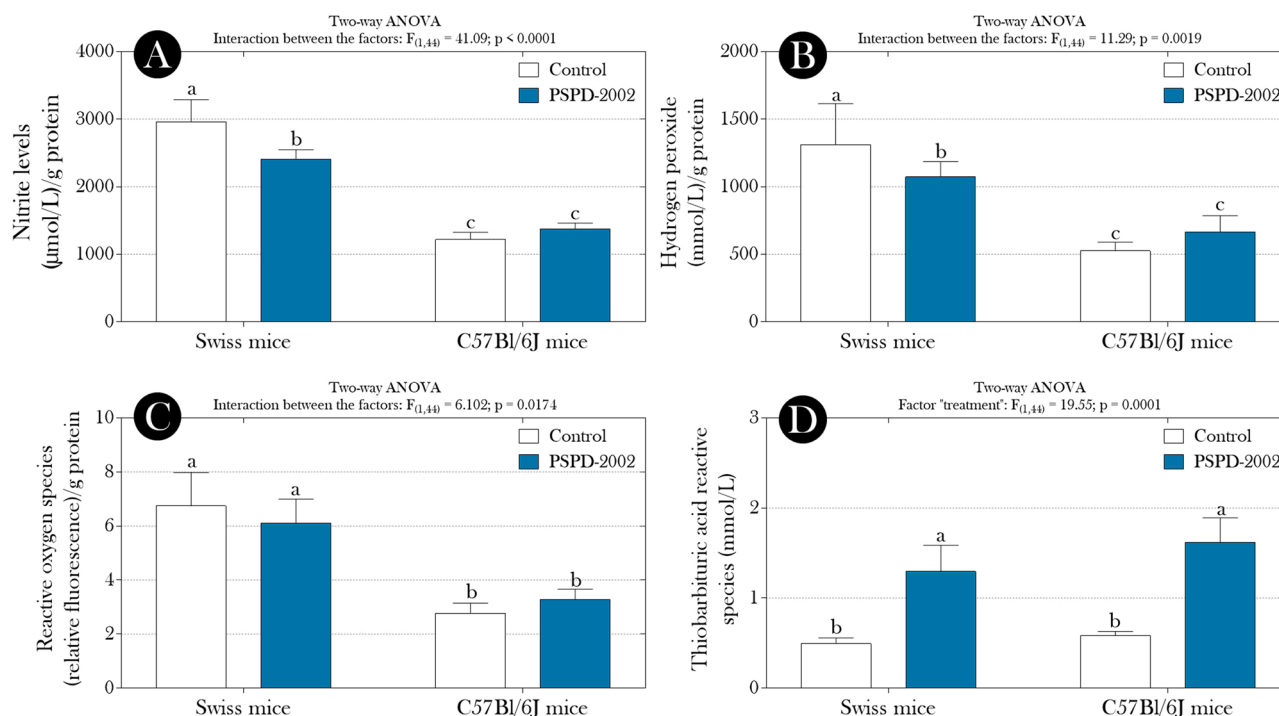 Two-way ANOVA
Interaction between the factors: F(1,44) = 41.09; p < 0.0001
A
Nitrite levels
(μmol/L)/g protein
4000
3000
2000
1000
0
Control
PSPD-2002
a
b
c
c
Swiss mice
C57Bl/6J mice
Two-way ANOVA
Interaction between the factors: F(1,44) = 11.29; p = 0.0019
B
Hydrogen peroxide
(mmol/L)/g protein
2000
1500
1000
500
0
Control
PSPD-2002
a
b
c
c
Swiss mice
C57Bl/6J mice
Two-way ANOVA
Interaction between the factors: F(1,44) = 6.102; p = 0.0174
C
Reactive oxygen species
(relative fluorescence)/g protein
10
8
6
4
2
0
Control
PSPD-2002
a
a
b
b
Swiss mice
C57Bl/6J mice
Two-way ANOVA
Factor "treatment": F(1,44) = 19.55; p = 0.0001
D
Thiobarbituric acid reactive
species (mmol/L)
3
2
1
0
Control
PSPD-2002
b
a
b
a
Swiss mice
C57Bl/6J mice